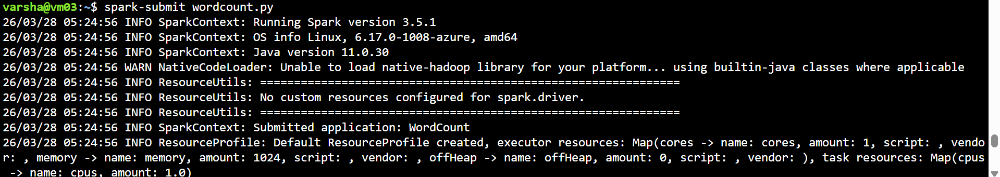 varsha@vm03:~$ spark-submit wordcount.py
26/03/28 05:24:56 INFO SparkContext: Running Spark version 3.5.1
26/03/28 05:24:56 INFO SparkContext: OS info Linux, 6.17.0-1008-azure, amd64
26/03/28 05:24:56 INFO SparkContext: Java version 11.0.30
26/03/28 05:24:56 WARN NativeCodeLoader: Unable to load native-hadoop library for your platform... using builtin-java classes where applicable
26/03/28 05:24:56 INFO ResourceUtils: ==============================================================
26/03/28 05:24:56 INFO ResourceUtils: No custom resources configured for spark.driver.
26/03/28 05:24:56 INFO ResourceUtils: ==============================================================
26/03/28 05:24:56 INFO SparkContext: Submitted application: WordCount
26/03/28 05:24:56 INFO ResourceProfile: Default ResourceProfile created, executor resources: Map(cores -> name: cores, amount: 1, script: , vendo
r: , memory -> name: memory, amount: 1024, script: , vendor: , offHeap -> name: offHeap, amount: 0, script: , vendor: ), task resources: Map(cpus
 -> name: cpus, amount: 1.0)